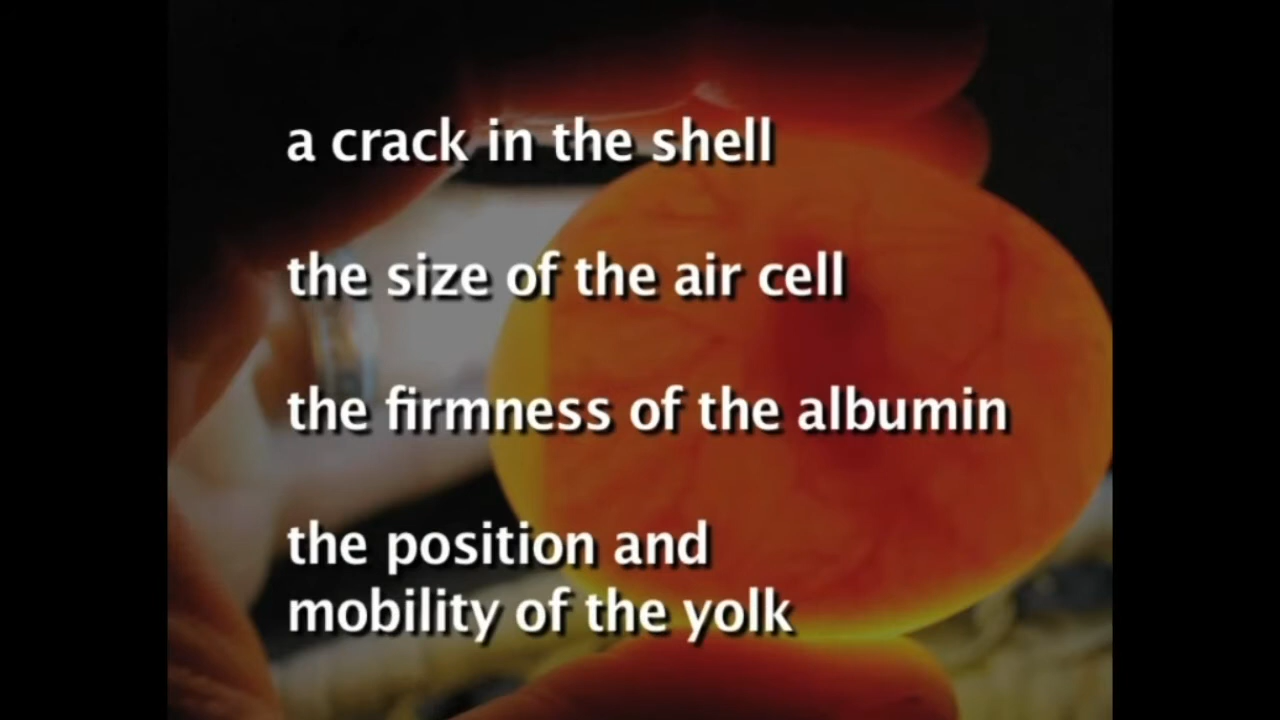 a crack in the shell
the size of the air cell
the firmness of the albumin
the position and
mobility of the yolk